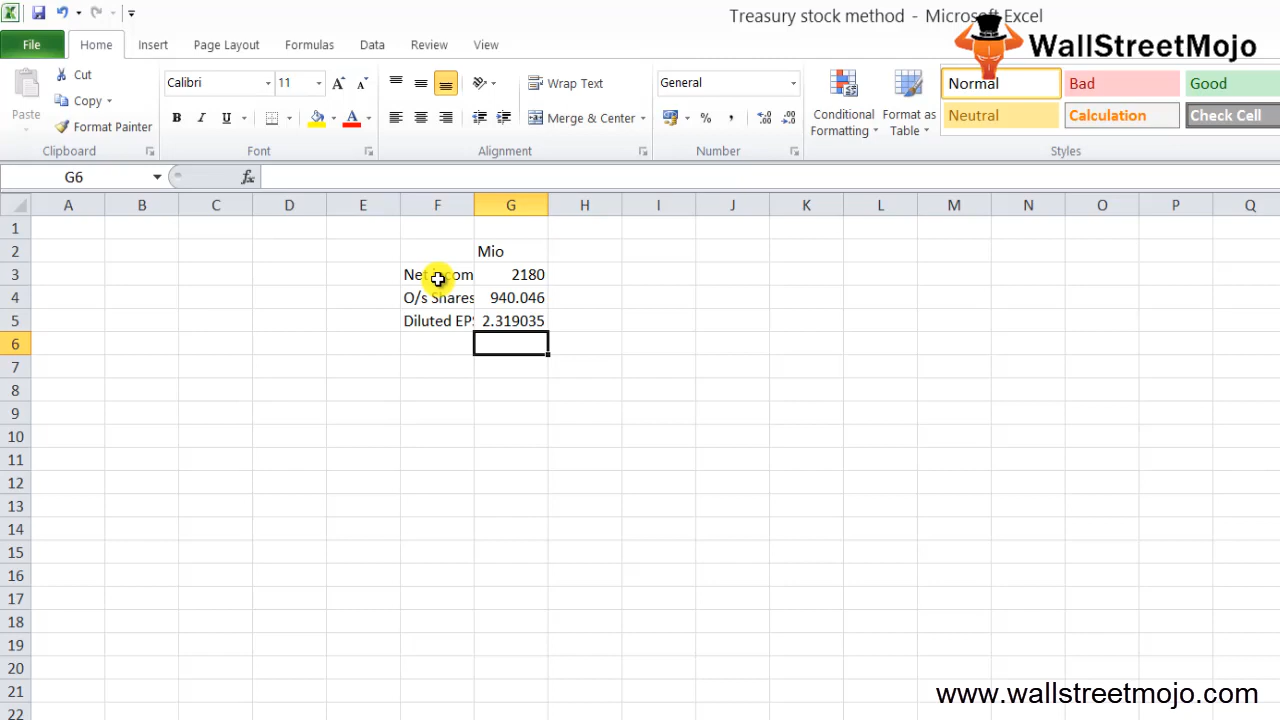 Treasury stock method - Microsoft Excel
WallStreetMojo
File Home Insert Page Layout Formulas Data Review View
Paste
Cut
Copy
Format Painter
Clipboard
Calibri 11
B I U
Font
Wrap Text
Merge & Center
Alignment
General
Number
Conditional Formatting
Format as Table
Normal Bad Good
Neutral Calculation Check Cell
Styles
G6 fx
A B C D E F G H I J K L M N O P Q
1
2 Mio
3 Net Incom 2180
4 O/s Shares 940.046
5 Diluted EPS 2.319035
6
7
8
9
10
11
12
13
14
15
16
17
18
19
20
21
22
www.wallstreetmojo.com